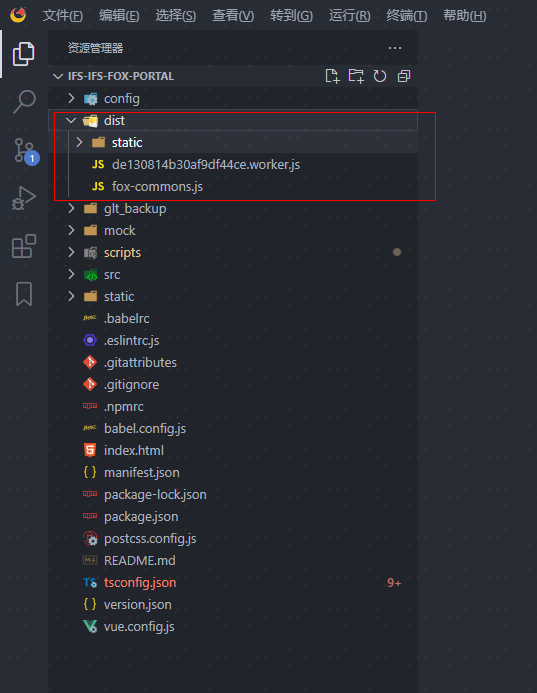 文件(F) 编辑(E) 选择(S) 查看(V) 转到(G) 运行(R) 终端(T) 帮助(H)
资源管理器 ...
IFS-IFS-FOX-PORTAL
config
dist
static
JS de130814b30af9df44ce.worker.js
JS fox-commons.js
1
glt_backup
mock
scripts
src
static
.babelrc
.eslintrc.js
.gitattributes
.gitignore
.npmrc
babel.config.js
index.html
{ } manifest.json
package-lock.json
package.json
postcss.config.js
README.md
TS tsconfig.json 9+
{ } version.json
vue.config.js